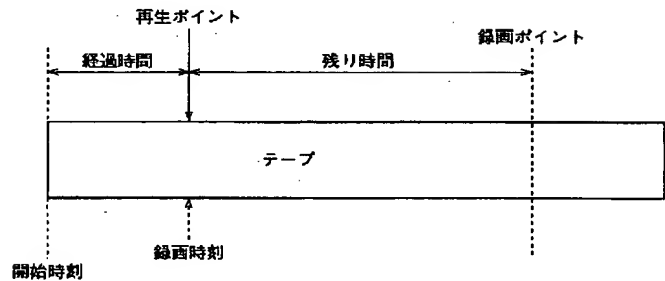 再生ポイント
録画ポイント
経過時間
残り時間
テープ
録画時刻
開始時刻